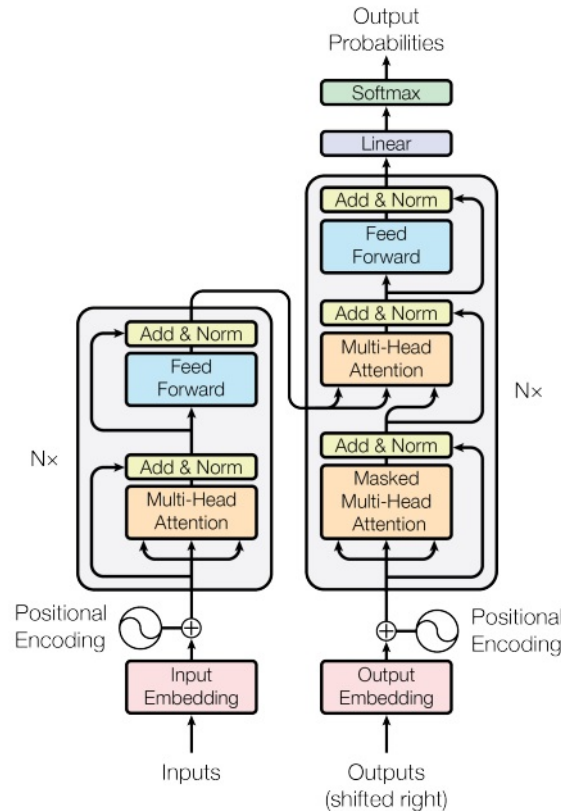 Output
Probabilities
Softmax
Linear
Add & Norm
Feed
Forward
Add & Norm
Multi-Head
Attention
Add & Norm
Masked
Multi-Head
Attention
Nx
Add & Norm
Feed
Forward
Add & Norm
Multi-Head
Attention
Nx
Positional
Encoding
Input
Embedding
Inputs
Positional
Encoding
Output
Embedding
Outputs
(shifted right)